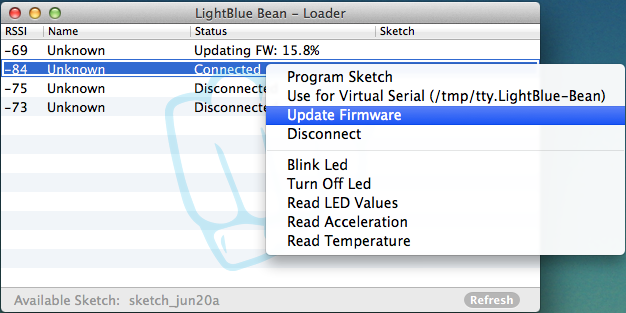 LightBlue Bean – Loader
RSSI Name Status Sketch
-69 Unknown Updating FW: 15.8%
-84 Unknown Connected
-75 Unknown Disconnecte
-73 Unknown Disconnecte
Program Sketch
Use for Virtual Serial (/tmp/tty.LightBlue-Bean)
Update Firmware
Disconnect
Blink Led
Turn Off Led
Read LED Values
Read Acceleration
Read Temperature
Available Sketch: sketch_jun20a
Refresh